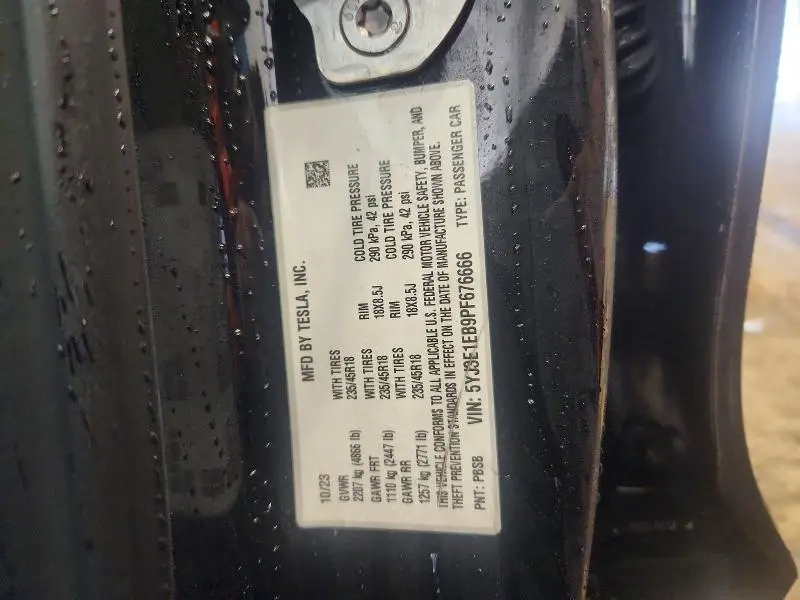 MFD BY TESLA, INC.
10/23
GVWR WITH TIRES RIM COLD TIRE PRESSURE
2207 kg (4866 lb) 235/45R18 18X8.5J 290 kPa, 42 psi
GAWR FRT WITH TIRES RIM COLD TIRE PRESSURE
1110 kg (2447 lb) 235/45R18 18X8.5J 290 kPa, 42 psi
GAWR RR WITH TIRES
1257 kg (2771 lb) 235/45R18
THIS VEHICLE CONFORMS TO ALL APPLICABLE U.S. FEDERAL MOTOR VEHICLE SAFETY, BUMPER, AND
THEFT PREVENTION STANDARDS IN EFFECT ON THE DATE OF MANUFACTURE SHOWN ABOVE.
VIN: 5YJ3E1EB9PF676666
PNT: PBSB TYPE: PASSENGER CAR